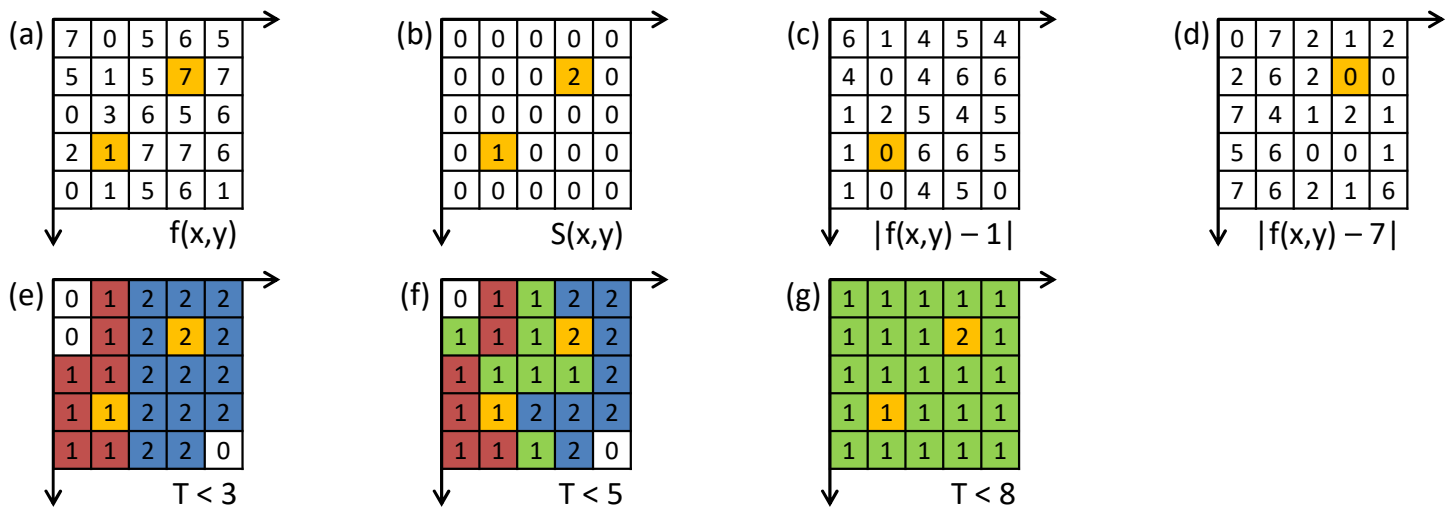 (a)
7 0 5 6 5
5 1 5 7 7
0 3 6 5 6
2 1 7 7 6
0 1 5 6 1
f(x,y)
(b)
0 0 0 0 0
0 0 0 2 0
0 0 0 0 0
0 1 0 0 0
0 0 0 0 0
S(x,y)
(c)
6 1 4 5 4
4 0 4 6 6
1 2 5 4 5
1 0 6 6 5
1 0 4 5 0
|f(x,y) – 1|
(d)
0 7 2 1 2
2 6 2 0 0
7 4 1 2 1
5 6 0 0 1
7 6 2 1 6
|f(x,y) – 7|
(e)
0 1 2 2 2
0 1 2 2 2
1 1 2 2 2
1 1 2 2 2
1 1 2 2 0
T < 3
(f)
0 1 1 2 2
1 1 1 2 2
1 1 1 1 2
1 1 2 2 2
1 1 1 2 0
T < 5
(g)
1 1 1 1 1
1 1 1 2 1
1 1 1 1 1
1 1 1 1 1
1 1 1 1 1
T < 8